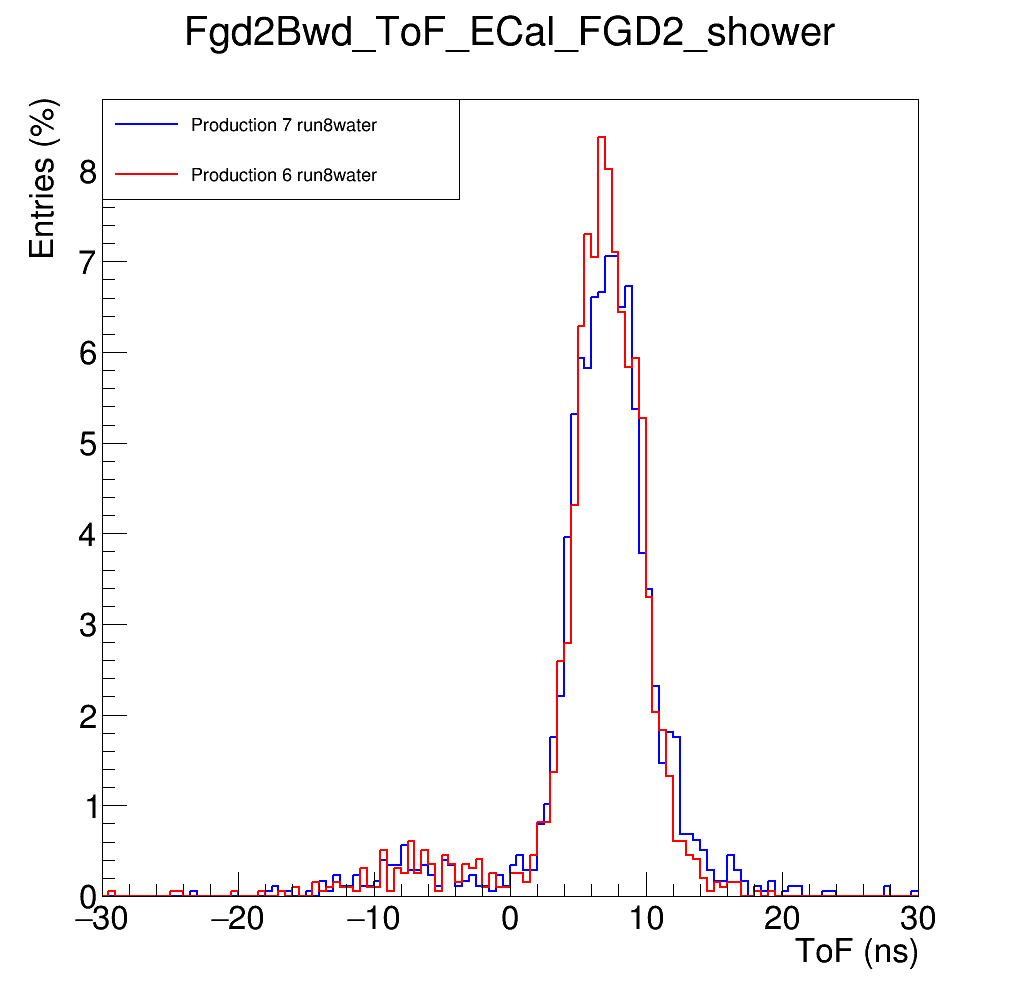 Fgd2Bwd_ToF_ECal_FGD2_shower
Entries (%)
Production 7 run8water
Production 6 run8water
8
7
6
5
4
3
2
1
0
−30 −20 −10 0 10 20 30
ToF (ns)